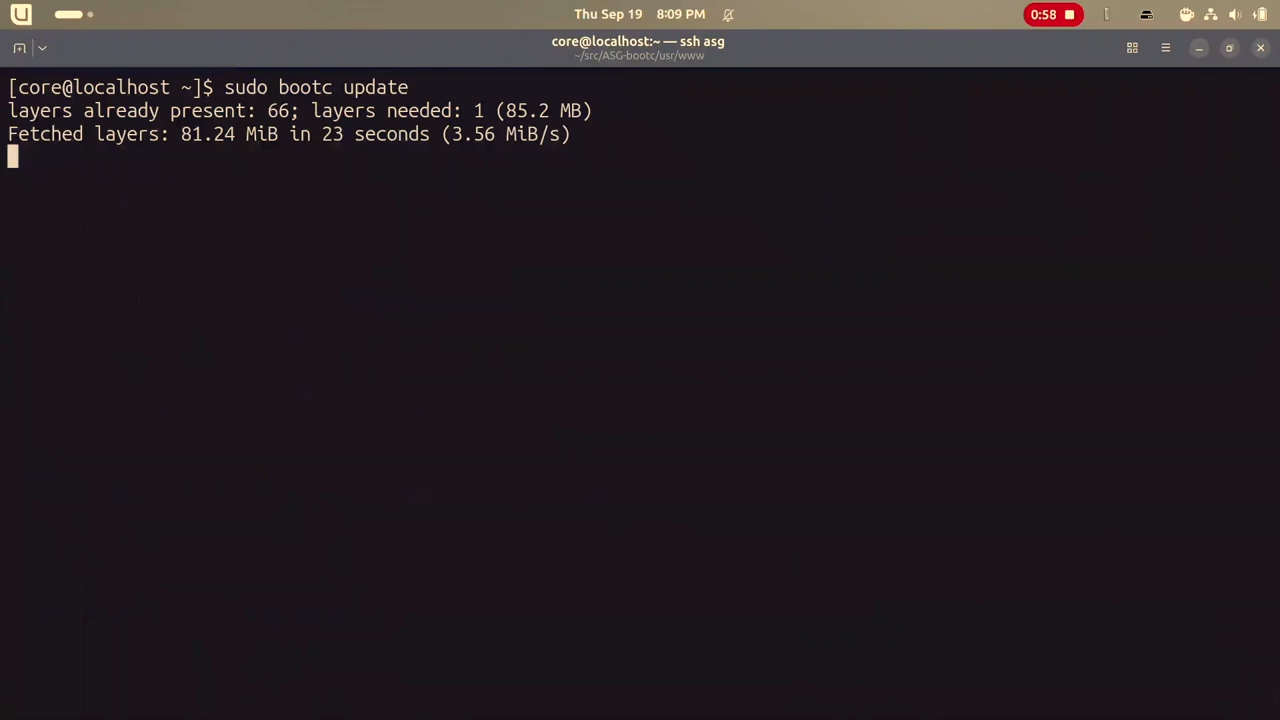 Thu Sep 19 8:09 PM
0:58
core@localhost:~ — ssh asg
~/src/ASG-bootc/usr/www
[core@localhost ~]$ sudo bootc update
layers already present: 66; layers needed: 1 (85.2 MB)
Fetched layers: 81.24 MiB in 23 seconds (3.56 MiB/s)